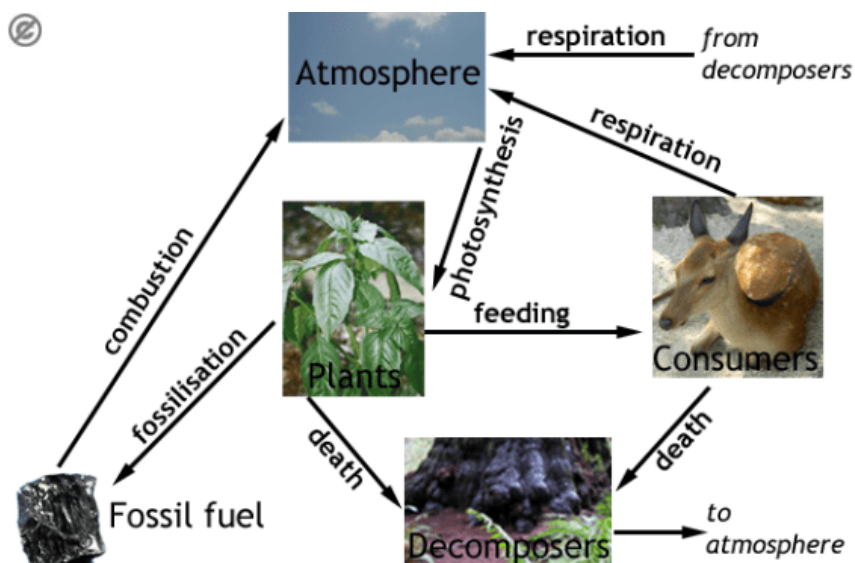 respiration
from
decomposers
Atmosphere
respiration
photosynthesis
combustion
feeding
Consumers
Plants
fossilisation
death
death
Fossil fuel
Decomposers
to
atmosphere